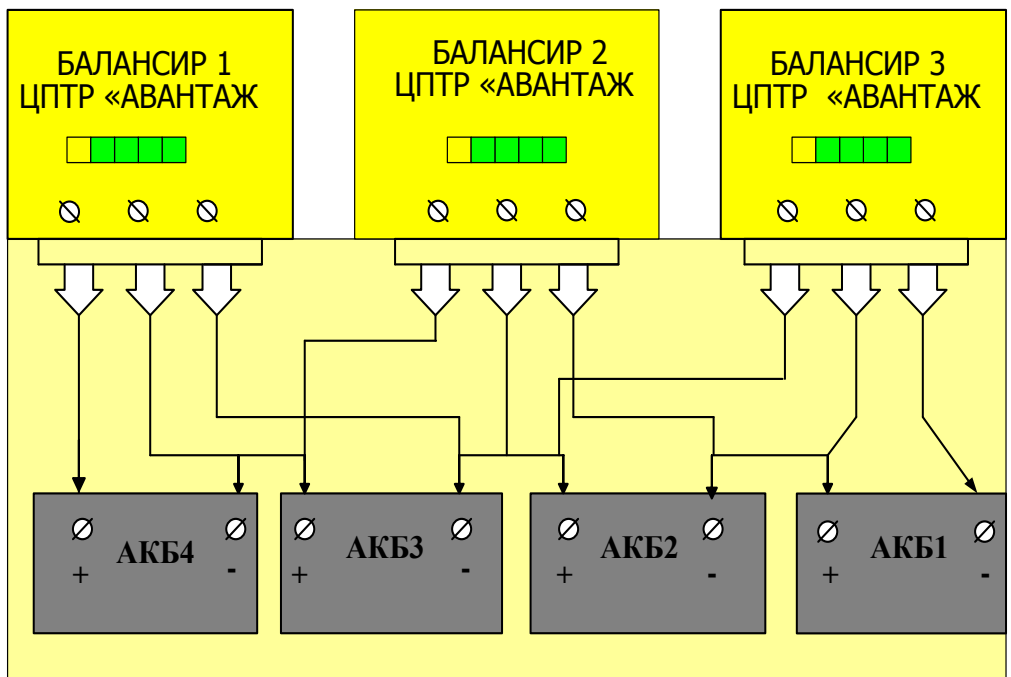 БАЛАНСИР 1
ЦПТР «АВАНТАЖ
БАЛАНСИР 2
ЦПТР «АВАНТАЖ
БАЛАНСИР 3
ЦПТР «АВАНТАЖ
АКБ4
+ -
АКБ3
+ -
АКБ2
+ -
АКБ1
+ -